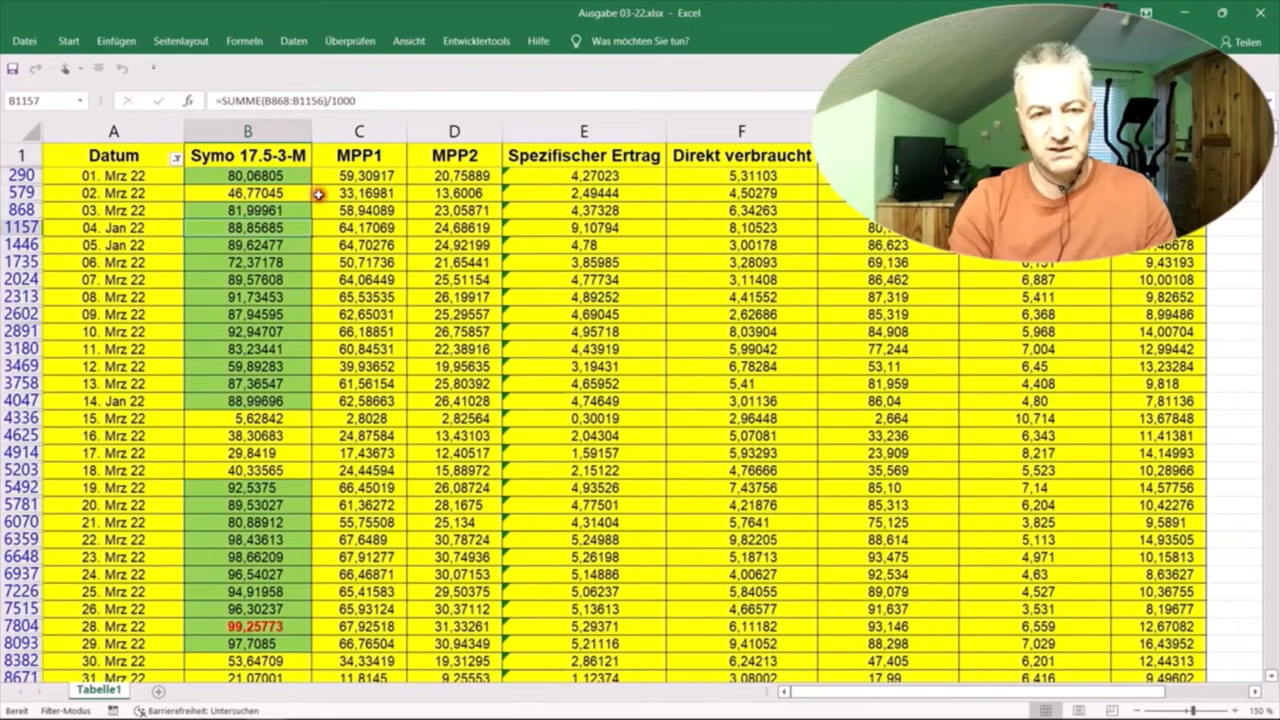 Ausgabe 03-22.xlsx - Excel
Datei Start Einfügen Seitenlayout Formeln Daten Überprüfen Ansicht Entwicklertools Hilfe Was möchten Sie tun? Teilen
B1157 fx =SUMME(B868:B1156)/1000
A B C D E F
1 Datum Symo 17.5-3-M MPP1 MPP2 Spezifischer Ertrag Direkt verbraucht
290 01. Mrz 22 80,06805 59,30917 20,75889 4,27023 5,31103
579 02. Mrz 22 46,77045 33,16981 13,6006 2,49444 4,50279
868 03. Mrz 22 81,99961 58,94089 23,05871 4,37328 6,34263
1157 04. Jan 22 88,85685 64,17069 24,68619 9,10794 8,10523
1446 05. Jan 22 89,62477 64,70276 24,92199 4,78 3,00178 86,623
1735 06. Mrz 22 72,37178 50,71736 21,65441 3,85985 3,28093 69,136 9,43193
2024 07. Mrz 22 89,57608 64,06449 25,51154 4,77734 3,11408 86,462 6,887 10,00108
2313 08. Mrz 22 91,73453 65,53535 26,19917 4,89252 4,41552 87,319 5,411 9,82652
2602 09. Mrz 22 87,94595 62,65031 25,29557 4,69045 2,62686 85,319 6,368 8,99486
2891 10. Mrz 22 92,94707 66,18851 26,75857 4,95718 8,03904 84,908 5,968 14,00704
3180 11. Mrz 22 83,23441 60,84531 22,38916 4,43919 5,99042 77,244 7,004 12,99442
3469 12. Mrz 22 59,89283 39,93652 19,95635 3,19431 6,78284 53,11 6,45 13,23284
3758 13. Mrz 22 87,36547 61,56154 25,80392 4,65952 5,41 81,959 4,408 9,818
4047 14. Jan 22 88,99696 62,58663 26,41028 4,74649 3,01136 86,04 4,80 7,81136
4336 15. Mrz 22 5,62842 2,8028 2,82564 0,30019 2,96448 2,664 10,714 13,67848
4625 16. Mrz 22 38,30683 24,87584 13,43103 2,04304 5,07081 33,236 6,343 11,41381
4914 17. Mrz 22 29,8419 17,43673 12,40517 1,59157 5,93293 23,909 8,217 14,14993
5203 18. Mrz 22 40,33565 24,44594 15,88972 2,15122 4,76666 35,569 5,523 10,28966
5492 19. Mrz 22 92,5375 66,45019 26,08724 4,93526 7,43756 85,10 7,14 14,57756
5781 20. Mrz 22 89,53027 61,36272 28,1675 4,77501 4,21876 85,313 6,204 10,42276
6070 21. Mrz 22 80,88912 55,75508 25,134 4,31404 5,7641 75,125 3,825 9,5891
6359 22. Mrz 22 98,43613 67,6489 30,78724 5,24988 9,82205 88,614 5,113 14,93505
6648 23. Mrz 22 98,66209 67,91277 30,74936 5,26198 5,18713 93,475 4,971 10,15813
6937 24. Mrz 22 96,54027 66,46871 30,07153 5,14886 4,00627 92,534 4,63 8,63627
7226 25. Mrz 22 94,91958 65,41583 29,50375 5,06237 5,84055 89,079 4,527 10,36755
7515 26. Mrz 22 96,30237 65,93124 30,37112 5,13613 4,66577 91,637 3,531 8,19677
7804 28. Mrz 22 99,25773 67,92518 31,33261 5,29371 6,11182 93,146 6,559 12,67082
8093 29. Mrz 22 97,7085 66,76504 30,94349 5,21116 9,41052 88,298 7,029 16,43952
8382 30. Mrz 22 53,64709 34,33419 19,31295 2,86121 6,24213 47,405 6,201 12,44313
8671 31. Mrz 22 21,07001 11,8145 9,25553 1,12374 3,08002 17,99 6,416 9,49602
Tabelle1
Bereit Filter-Modus Barrierefreiheit: Untersuchen 150 %